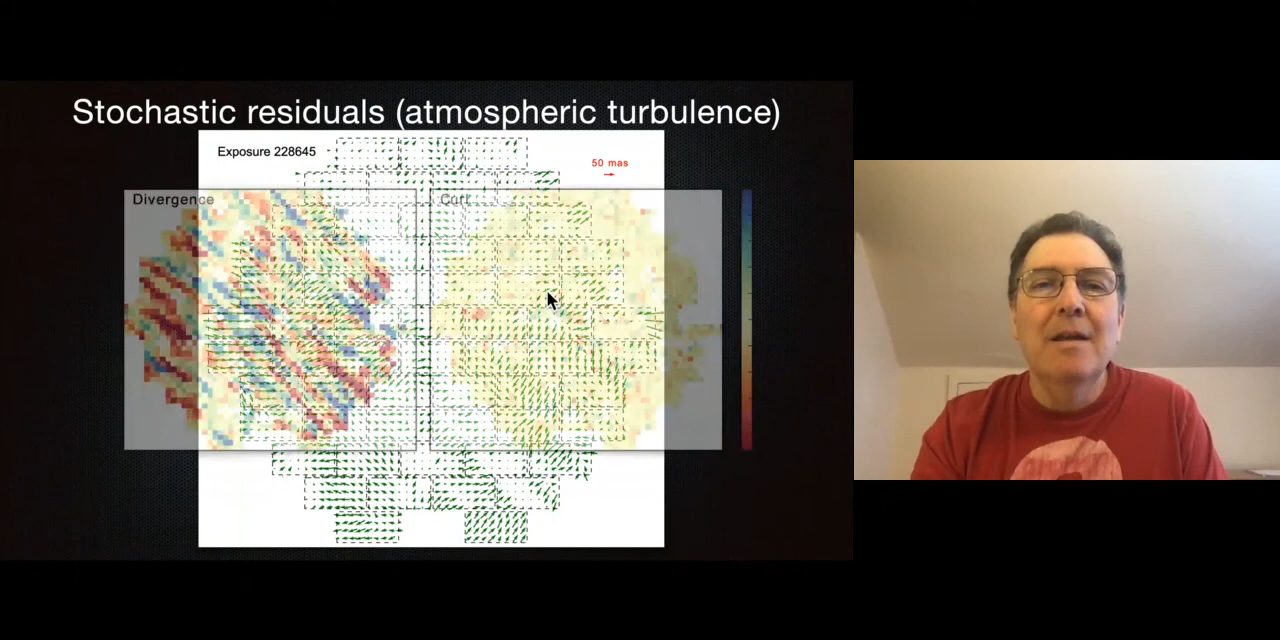 Stochastic residuals (atmospheric turbulence)
Exposure 228645
50 mas
Divergence
Curl